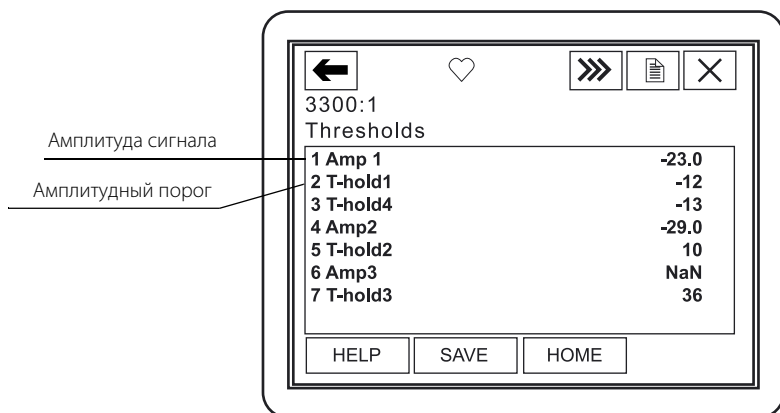 3300:1
Thresholds
Амплитуда сигнала
Амплитудный порог
1 Amp 1 -23.0
2 T-hold1 -12
3 T-hold4 -13
4 Amp2 -29.0
5 T-hold2 10
6 Amp3 NaN
7 T-hold3 36
HELP SAVE HOME